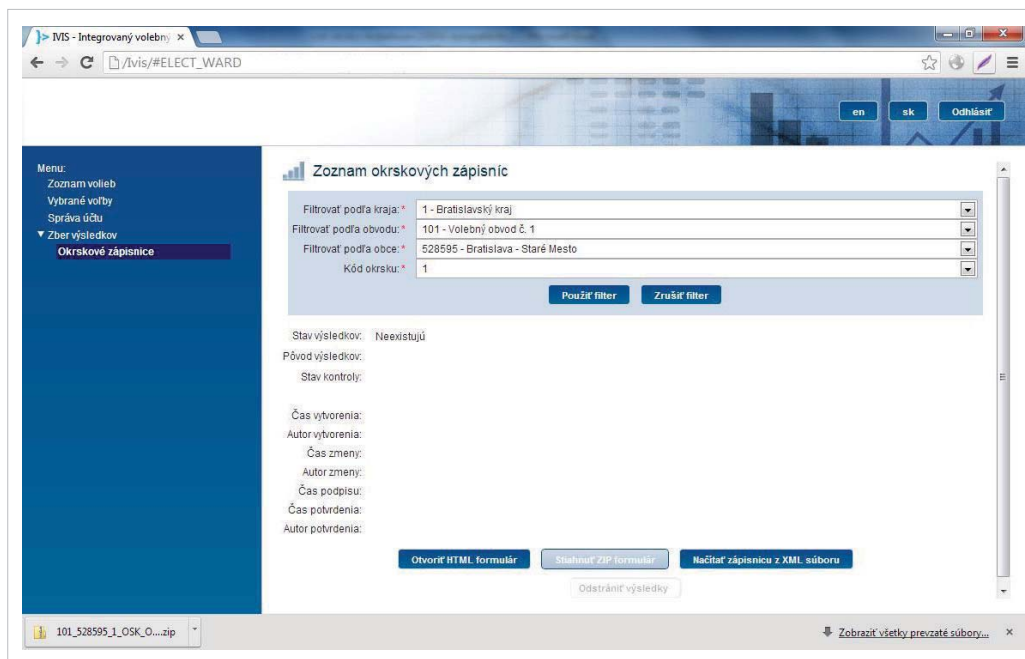 IVIS - Integrovaný volebný
/Ivis/#ELECT_WARD
en sk Odhlásiť
Menu:
Zoznam volieb
Vybrané voľby
Správa účtu
Zber výsledkov
Okrskové zápisnice
Zoznam okrskových zápisníc
Filtrovať podľa kraja:* 1 - Bratislavský kraj
Filtrovať podľa obvodu:* 101 - Volebný obvod č. 1
Filtrovať podľa obce:* 528595 - Bratislava - Staré Mesto
Kód okrsku:* 1
Použiť filter Zrušiť filter
Stav výsledkov: Neexistujú
Pôvod výsledkov:
Stav kontroly:
Čas vytvorenia:
Autor vytvorenia:
Čas zmeny:
Autor zmeny:
Čas podpisu:
Čas potvrdenia:
Autor potvrdenia:
Otvoriť HTML formulár Stiahnuť ZIP formulár Načítať zápisnicu z XML súboru
Odstrániť výsledky
101_528595_1_OSK_O....zip Zobraziť všetky prevzaté súbory...